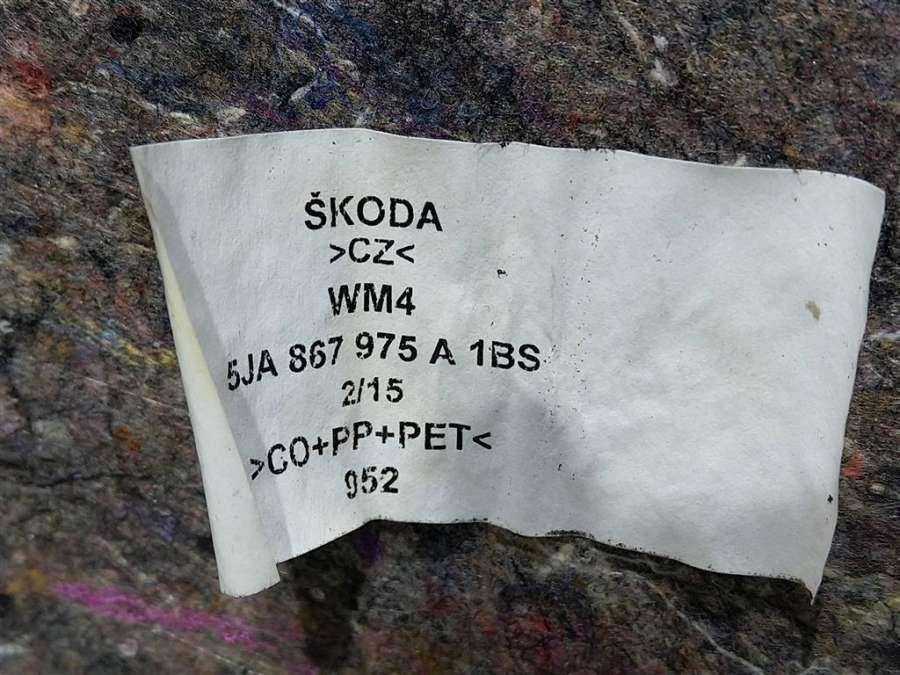 ŠKODA
>CZ<
WM4
5JA 867 975 A 1BS
2/15
>CO+PP+PET<
952